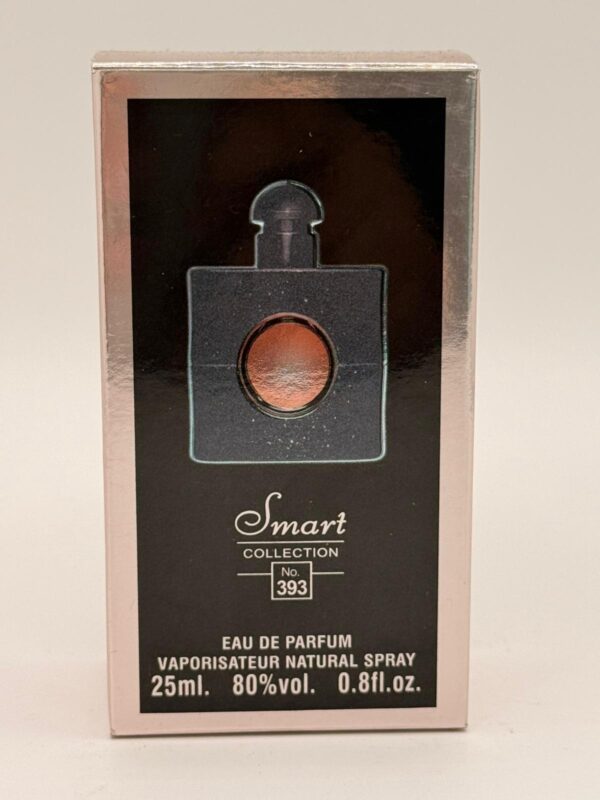 Smart
COLLECTION
No.
393
EAU DE PARFUM
VAPORISATEUR NATURAL SPRAY
25ml. 80%vol. 0.8fl.oz.